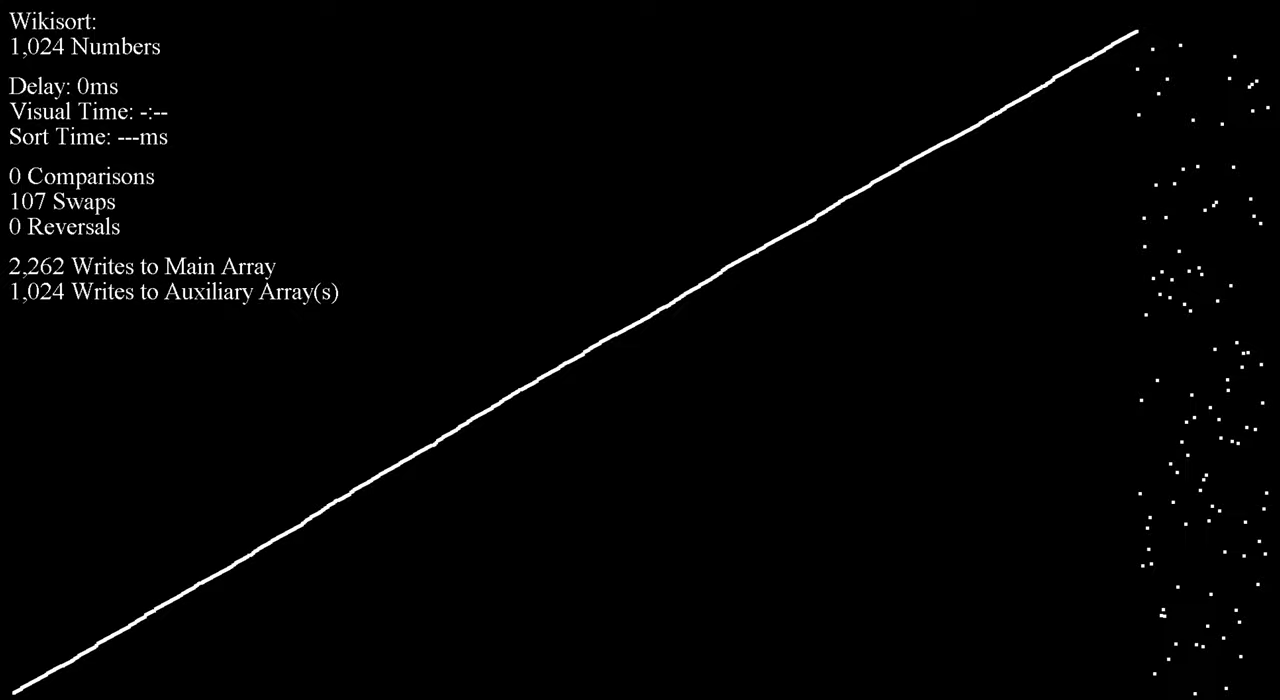 Wikisort:
1,024 Numbers
Delay: 0ms
Visual Time: -:--
Sort Time: ---ms
0 Comparisons
107 Swaps
0 Reversals
2,262 Writes to Main Array
1,024 Writes to Auxiliary Array(s)